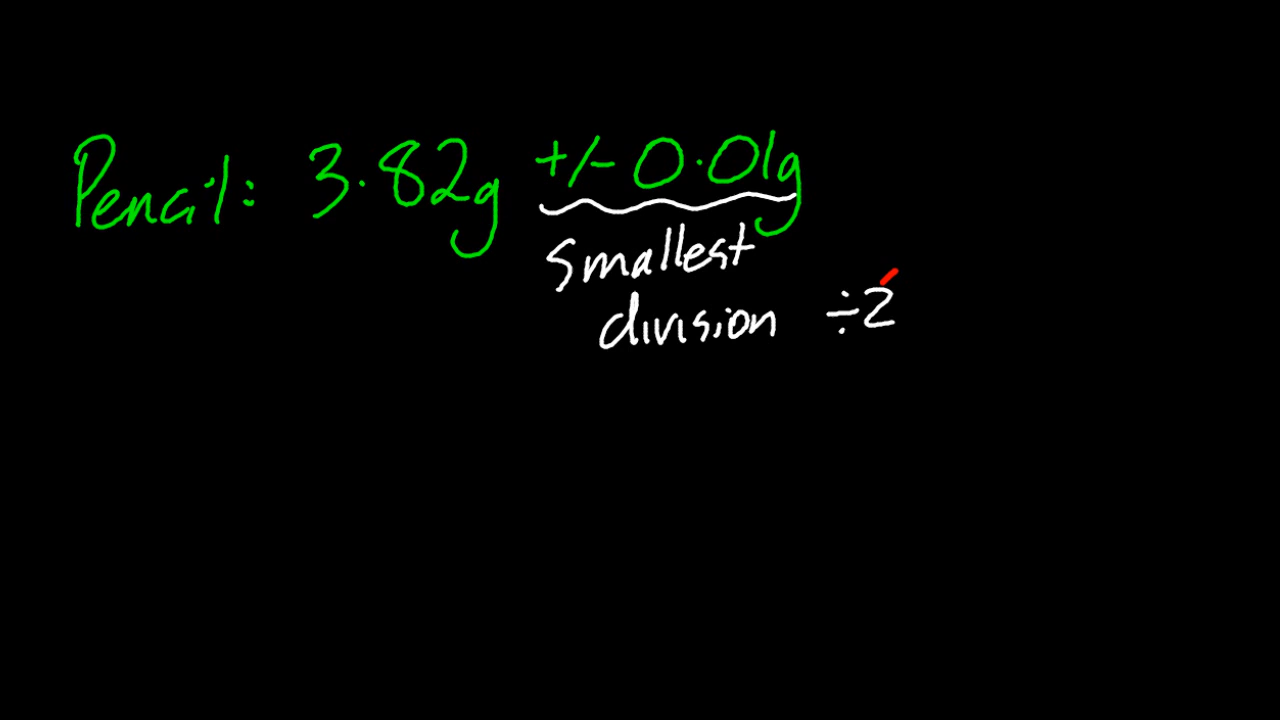 Pencil: 3.82g +/- 0.01g
smallest
division ÷2